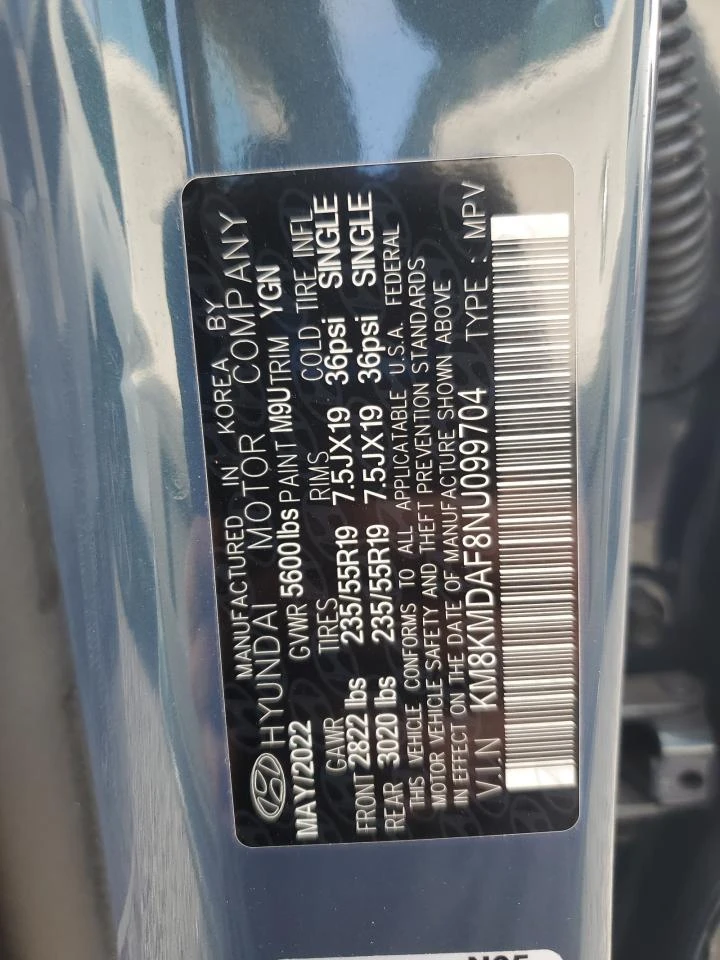 MANUFACTURED IN KOREA BY
HYUNDAI MOTOR COMPANY
MAY/2022 GVWR 5600lbs PAINT M9U TRIM YGN
GAWR TIRES RIMS COLD TIRE INFL
FRONT 2822 lbs 235/55R19 7.5JX19 36psi SINGLE
REAR 3020 lbs 235/55R19 7.5JX19 36psi SINGLE
THIS VEHICLE CONFORMS TO ALL APPLICATABLE U.S.A. FEDERAL
MOTOR VEHICLE SAFETY AND THEFT PREVENTION STANDARDS
IN EFFECT ON THE DATE OF MANUFACTURE SHOWN ABOVE
V.I.N KM8KMDAF8NU099704 TYPE : MPV